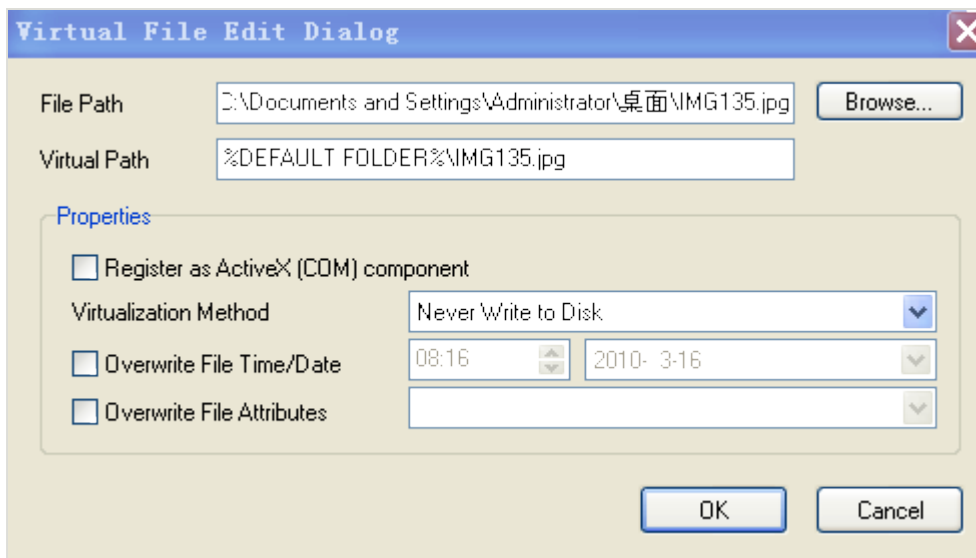 Virtual File Edit Dialog
File Path C:\Documents and Settings\Administrator\桌面\IMG135.jpg Browse...
Virtual Path %DEFAULT FOLDER%\IMG135.jpg
Properties
Register as ActiveX (COM) component
Virtualization Method Never Write to Disk
Overwrite File Time/Date 08:16 2010- 3-16
Overwrite File Attributes
OK Cancel